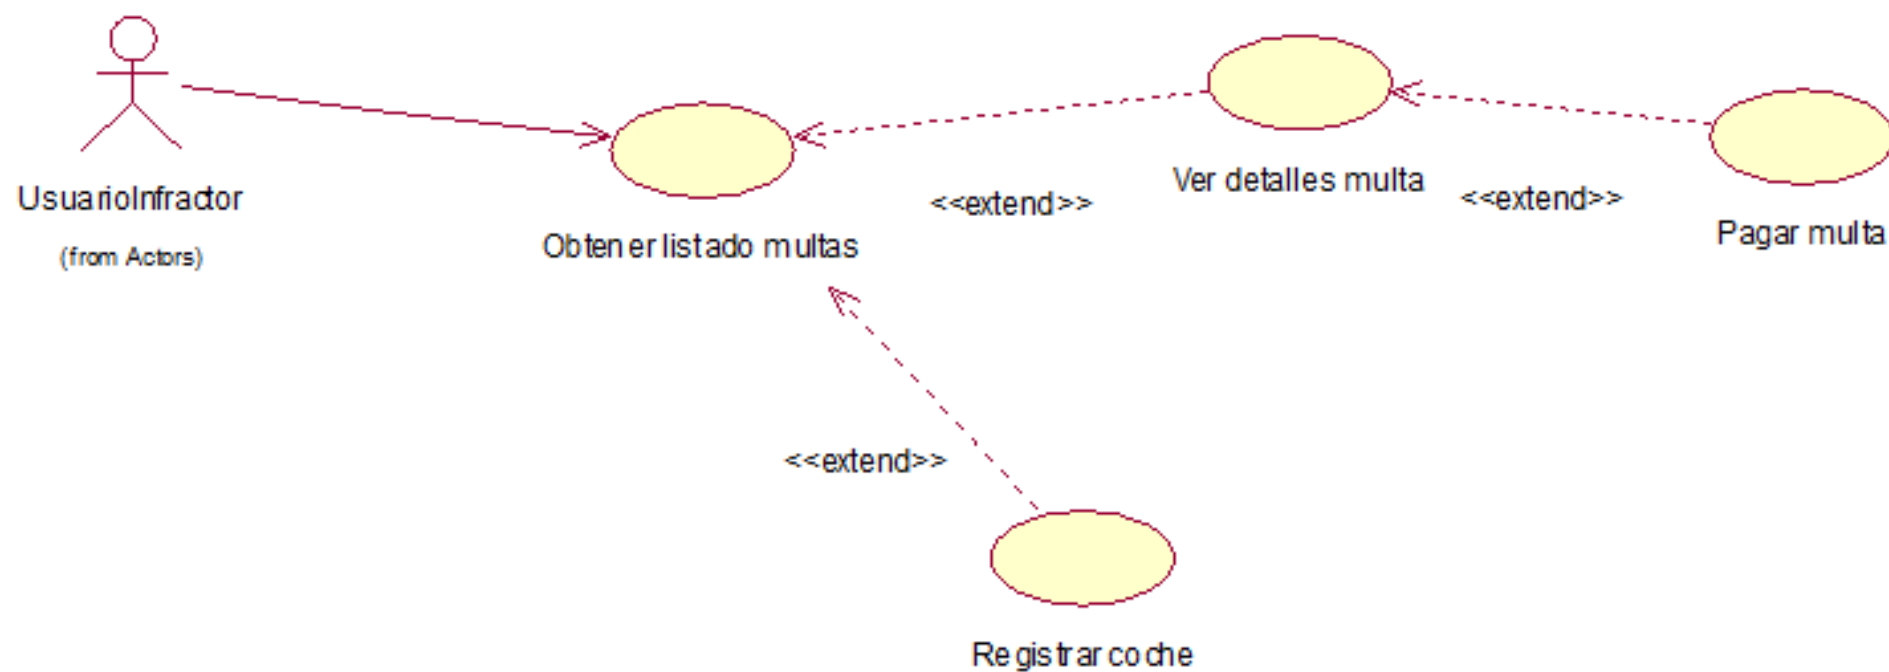 UsuarioInfractor
(from Actors)
Obtener listado multas
<<extend>>
Ver detalles multa
<<extend>>
Pagar multa
<<extend>>
Registrar coche